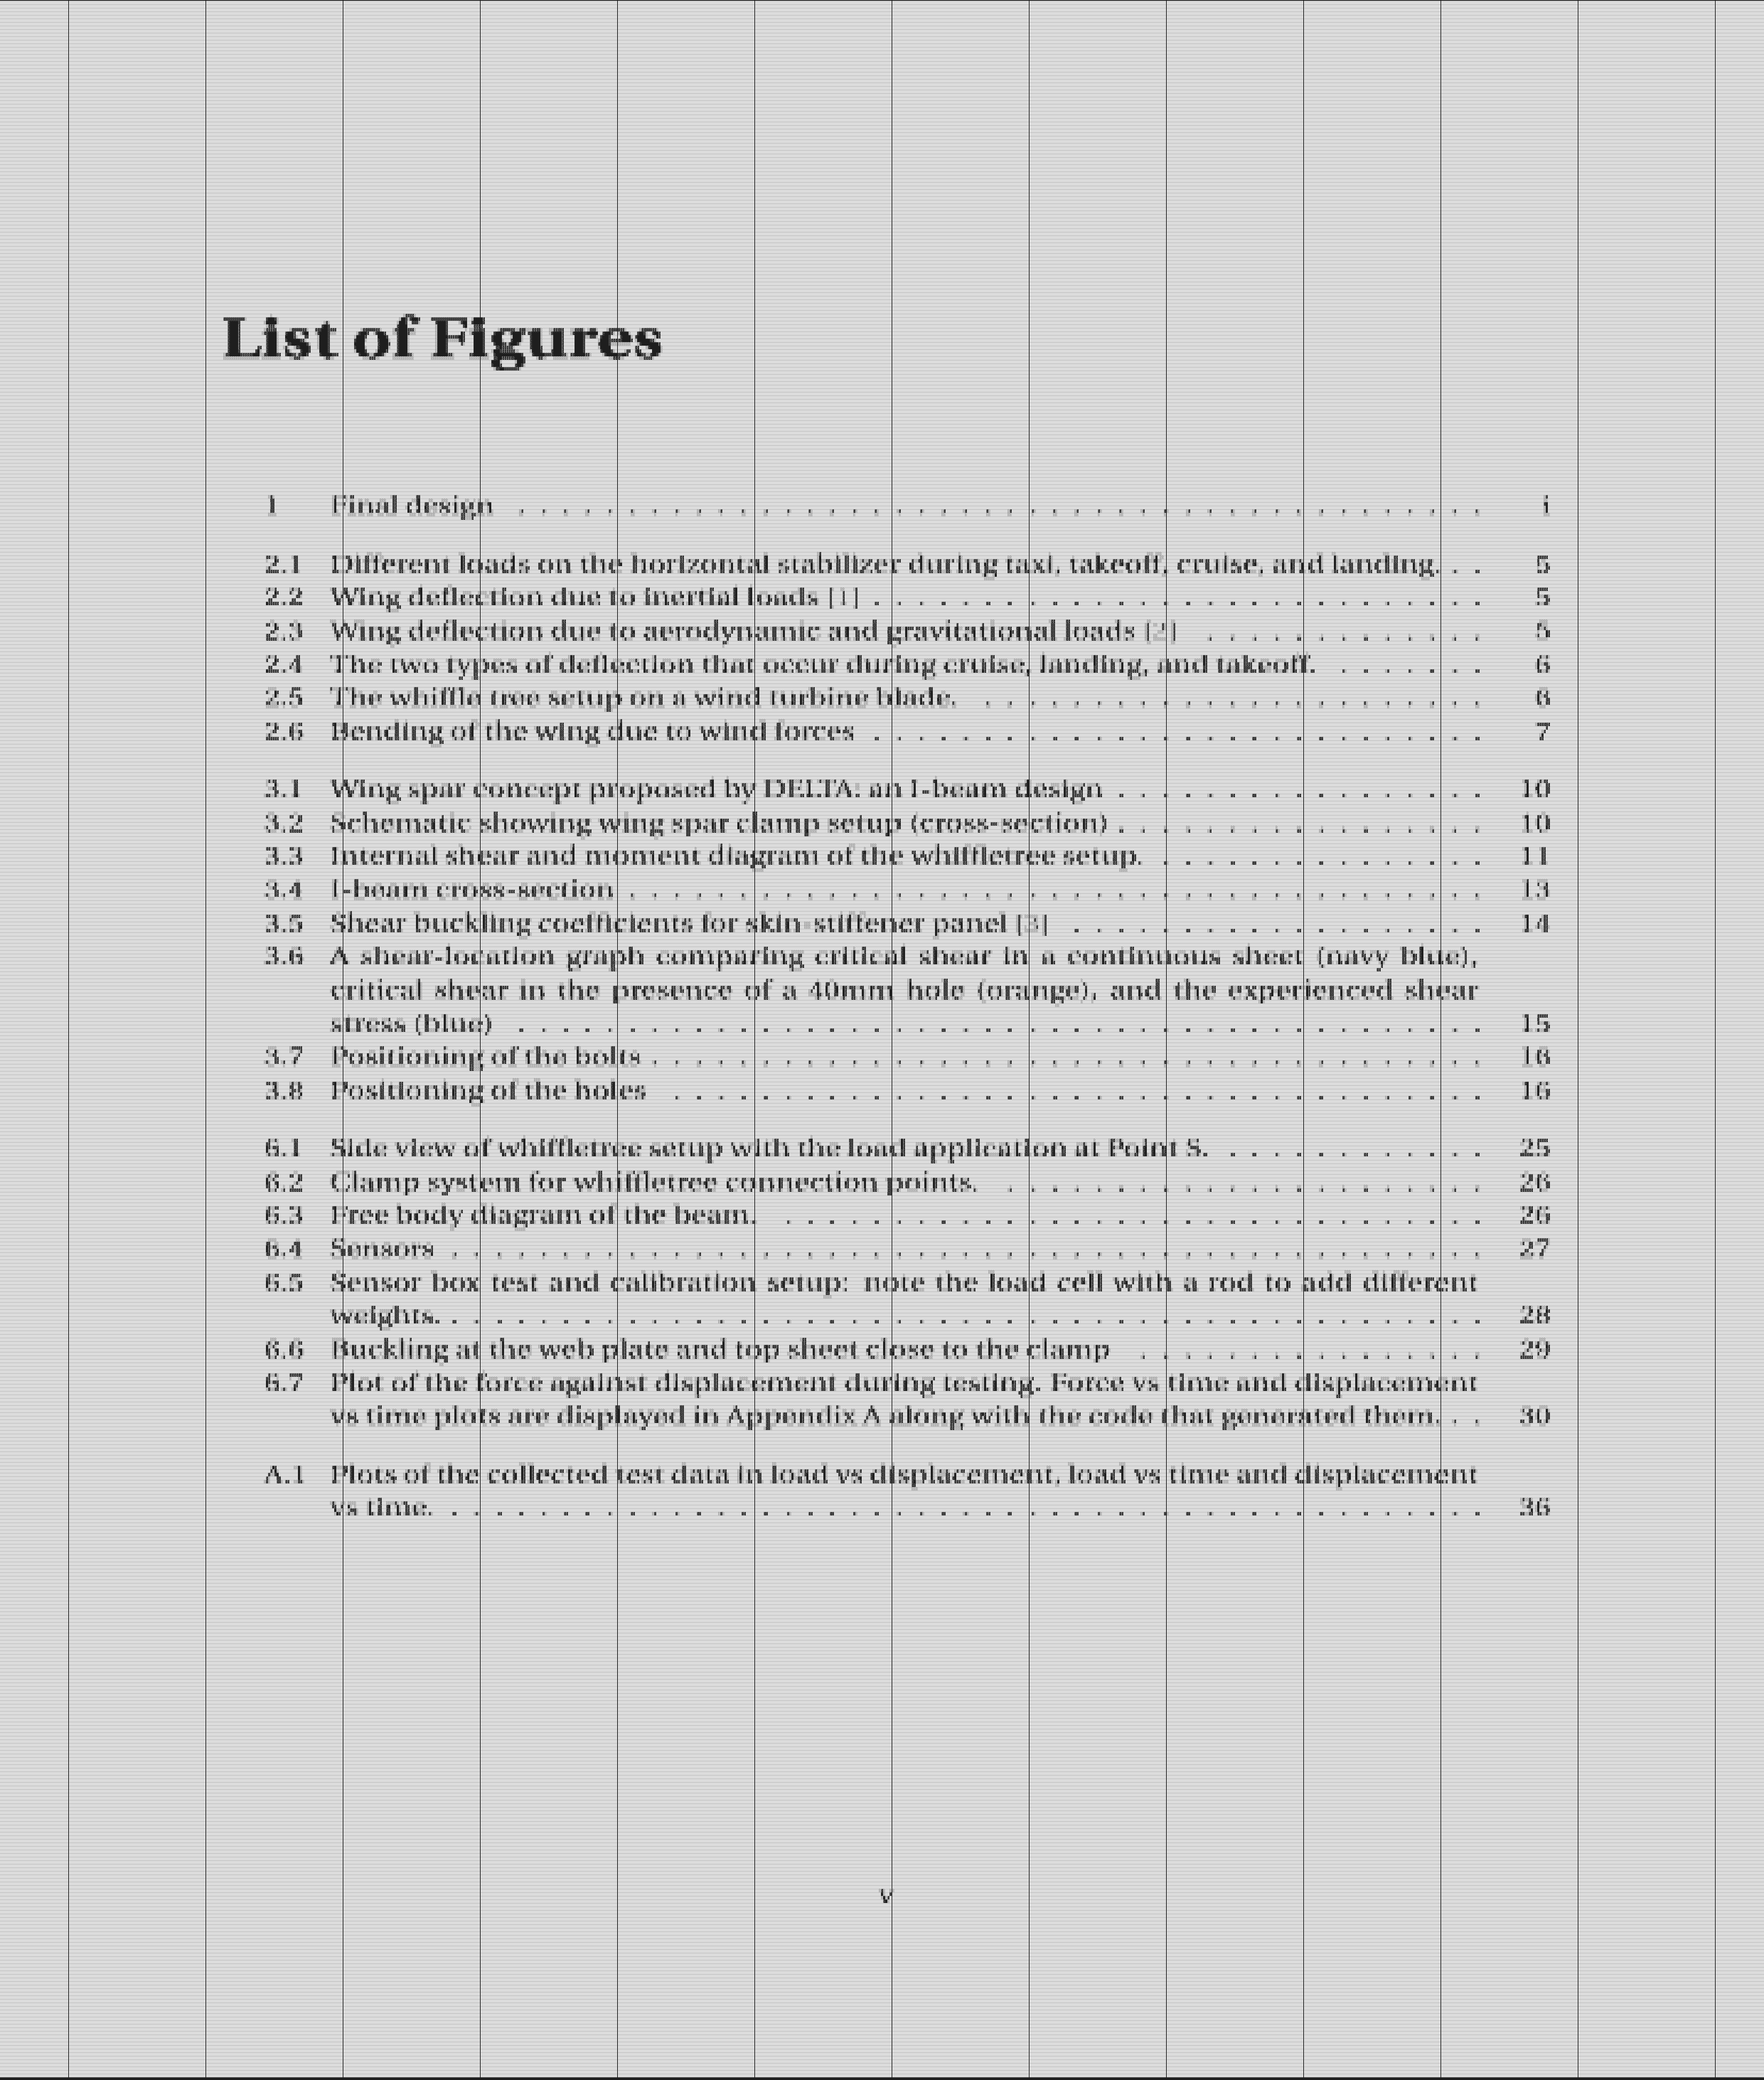 List of Figures
1 Final design . . . . . . . . . . . . . . . . . . . . . . . . . . . . . . . . . . . . . . . . . . . . i
2.1 Different loads on the horizontal stabilizer during taxi, takeoff, cruise, and landing. . . 5
2.2 Wing deflection due to inertial loads [1] . . . . . . . . . . . . . . . . . . . . . . . . . . . . 5
2.3 Wing deflection due to aerodynamic and gravitational loads [2] . . . . . . . . . . . . . 5
2.4 The two types of deflection that occur during cruise, landing, and takeoff. . . . . . . . 6
2.5 The whiffle tree setup on a wind turbine blade. . . . . . . . . . . . . . . . . . . . . . . . 6
2.6 Bending of the wing due to wind forces . . . . . . . . . . . . . . . . . . . . . . . . . . . . 7
3.1 Wing spar concept proposed by DELTA: an I-beam design . . . . . . . . . . . . . . . . . 10
3.2 Schematic showing wing spar clamp setup (cross-section) . . . . . . . . . . . . . . . . . 10
3.3 Internal shear and moment diagram of the whiffletree setup. . . . . . . . . . . . . . . . 11
3.4 I-beam cross-section . . . . . . . . . . . . . . . . . . . . . . . . . . . . . . . . . . . . . . . 13
3.5 Shear buckling coefficients for skin-stiffener panel [3] . . . . . . . . . . . . . . . . . . . 14
3.6 A shear-location graph comparing critical shear in a continuous sheet (navy blue),
critical shear in the presence of a 40mm hole (orange), and the experienced shear
stress (blue) . . . . . . . . . . . . . . . . . . . . . . . . . . . . . . . . . . . . . . . . . . . . 15
3.7 Positioning of the bolts . . . . . . . . . . . . . . . . . . . . . . . . . . . . . . . . . . . . . . 16
3.8 Positioning of the holes . . . . . . . . . . . . . . . . . . . . . . . . . . . . . . . . . . . . . 16
6.1 Side view of whiffletree setup with the load application at Point S. . . . . . . . . . . . . 25
6.2 Clamp system for whiffletree connection points. . . . . . . . . . . . . . . . . . . . . . . 26
6.3 Free body diagram of the beam. . . . . . . . . . . . . . . . . . . . . . . . . . . . . . . . . 26
6.4 Sensors . . . . . . . . . . . . . . . . . . . . . . . . . . . . . . . . . . . . . . . . . . . . . . . 27
6.5 Sensor box test and calibration setup: note the load cell with a rod to add different
weights. . . . . . . . . . . . . . . . . . . . . . . . . . . . . . . . . . . . . . . . . . . . . . . . 28
6.6 Buckling at the web plate and top sheet close to the clamp . . . . . . . . . . . . . . . . 29
6.7 Plot of the force against displacement during testing. Force vs time and displacement
vs time plots are displayed in Appendix A along with the code that generated them. . . 30
A.1 Plots of the collected test data in load vs displacement, load vs time and displacement
vs time. . . . . . . . . . . . . . . . . . . . . . . . . . . . . . . . . . . . . . . . . . . . . . . . 36
v